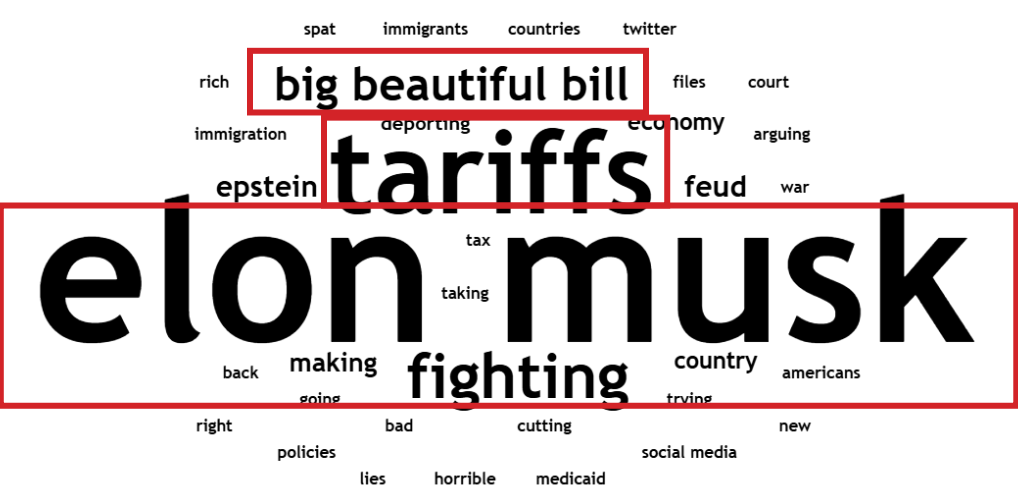 spat immigrants countries twitter
rich big beautiful bill files court
deporting economy
immigration tariffs arguing
epstein feud war
elon musk
tax
taking
making fighting country
back americans
going trying
right bad cutting new
policies social media
lies horrible medicaid